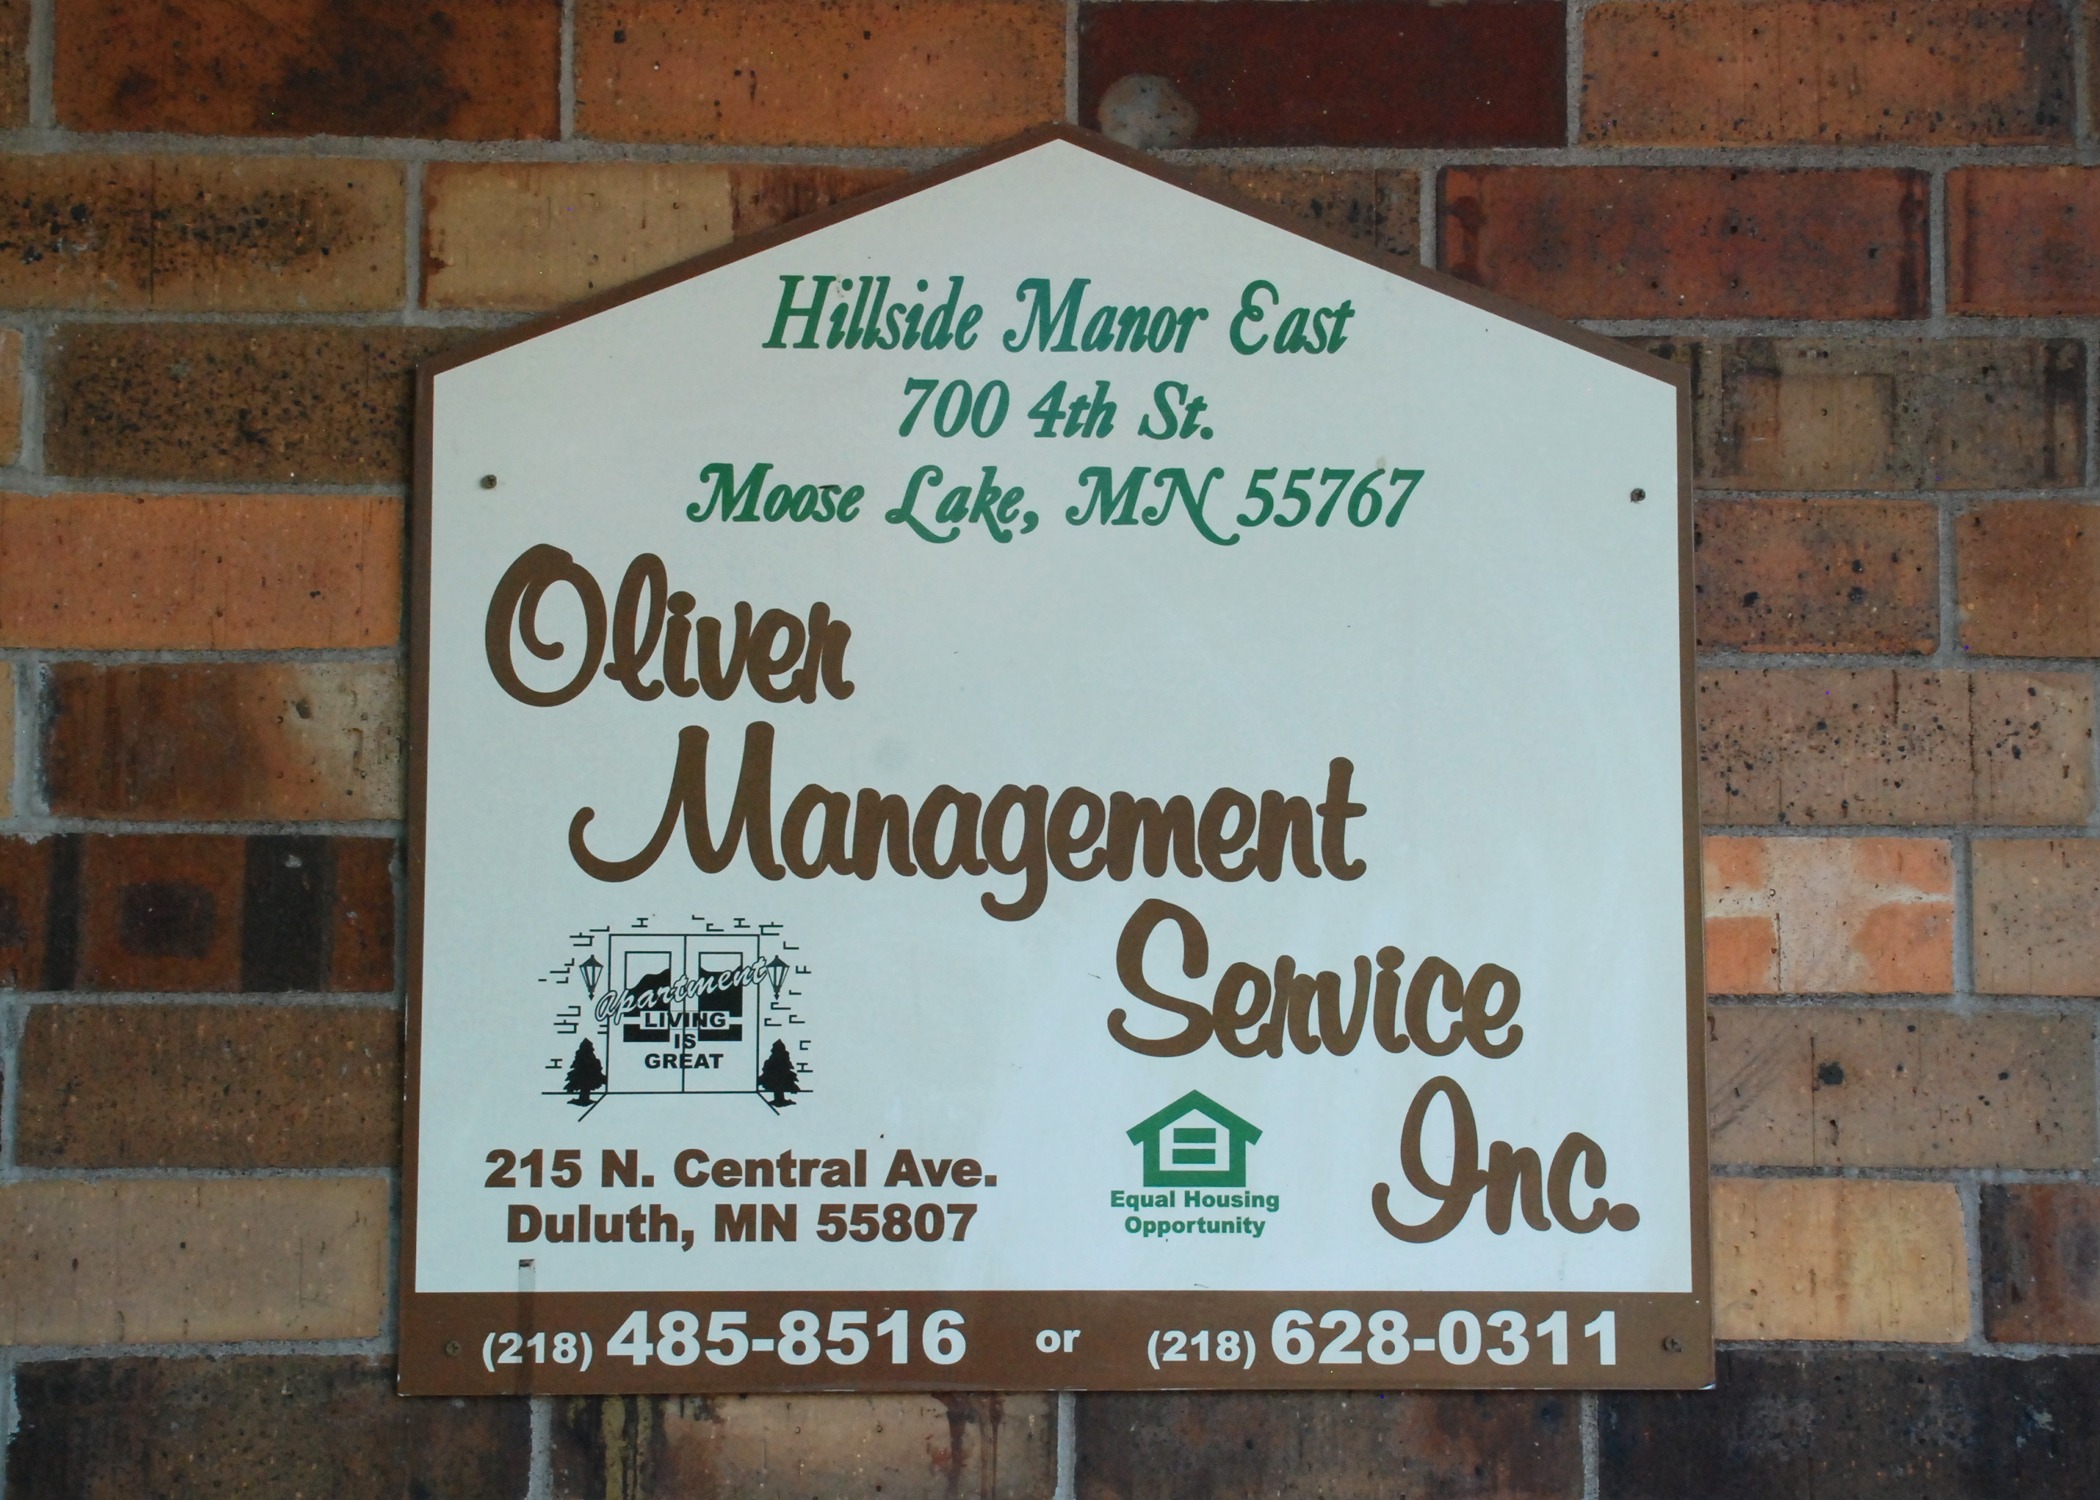 Hillside Manor East
700 4th St.
Moose Lake, MN 55767
Oliver
Management
Service
Inc.
apartment
LIVING
IS
GREAT
215 N. Central Ave.
Duluth, MN 55807
Equal Housing
Opportunity
(218) 485-8516 or (218) 628-0311